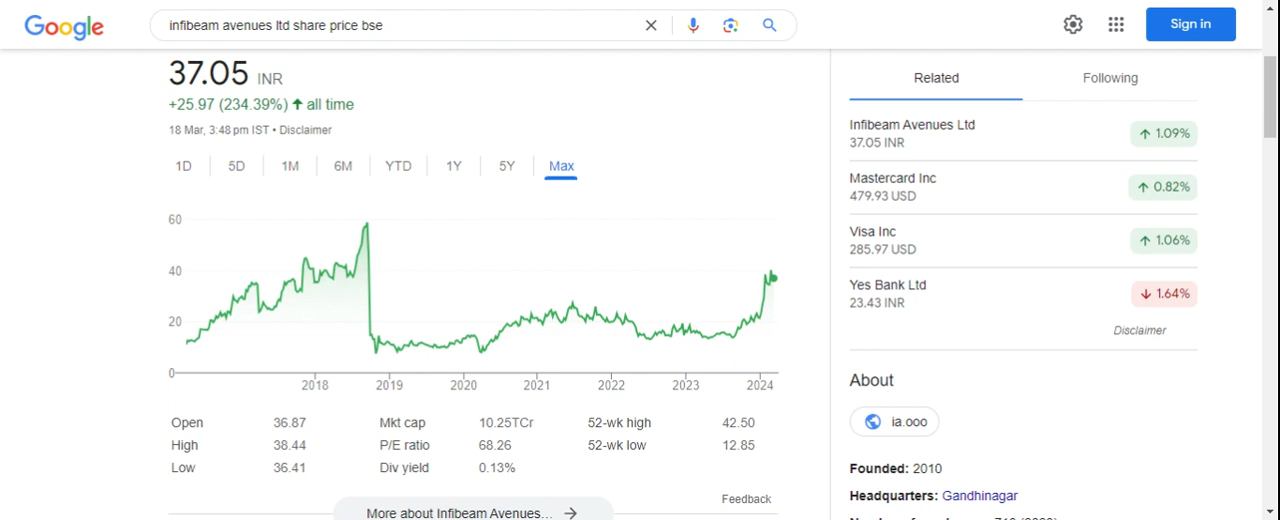 Google
infibeam avenues ltd share price bse
Sign in
37.05 INR
+25.97 (234.39%) ↑ all time
18 Mar, 3:48 pm IST • Disclaimer
1D 5D 1M 6M YTD 1Y 5Y Max
60
40
20
0
2018 2019 2020 2021 2022 2023 2024
Open 36.87 Mkt cap 10.25TCr 52-wk high 42.50
High 38.44 P/E ratio 68.26 52-wk low 12.85
Low 36.41 Div yield 0.13%
Feedback
More about Infibeam Avenues... →
Related Following
Infibeam Avenues Ltd
37.05 INR
↑ 1.09%
Mastercard Inc
479.93 USD
↑ 0.82%
Visa Inc
285.97 USD
↑ 1.06%
Yes Bank Ltd
23.43 INR
↓ 1.64%
Disclaimer
About
ia.ooo
Founded: 2010
Headquarters: Gandhinagar